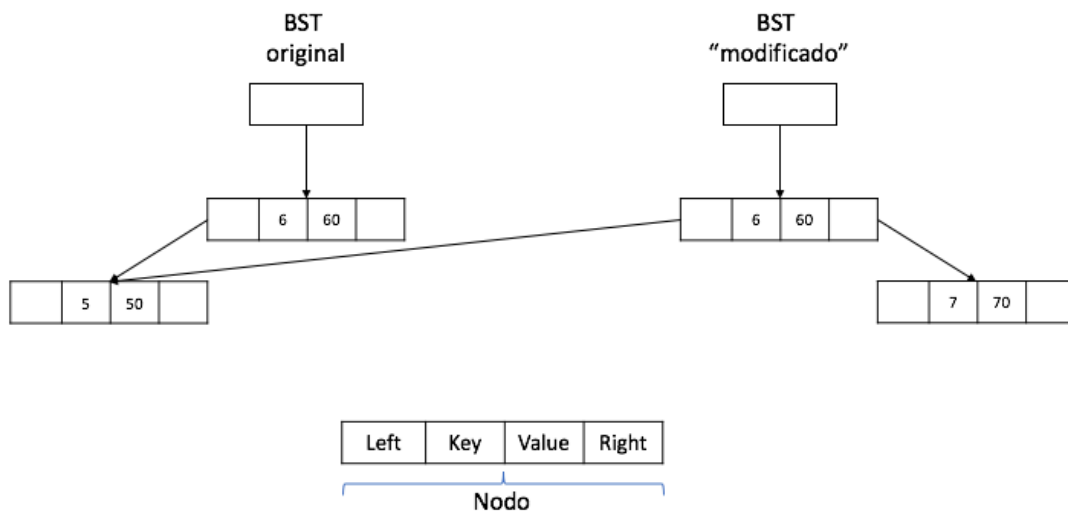 BST
original
BST
“modificado”
6 60
6 60
5 50
7 70
Left Key Value Right
Nodo